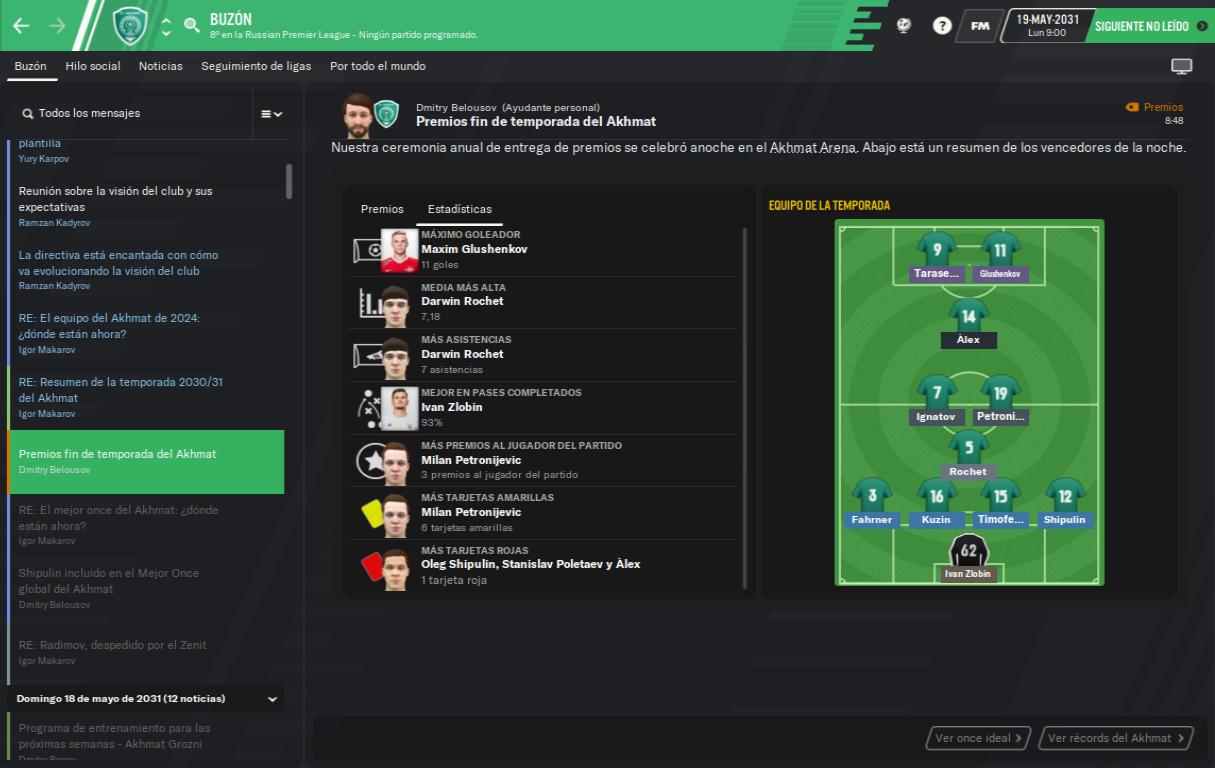 BUZÓN
8º en la Russian Premier League - Ningún partido programado.
FM
19-MAY-2031
Lun 9:00
SIGUIENTE NO LEÍDO
Buzón
Hilo social
Noticias
Seguimiento de ligas
Por todo el mundo
Todos los mensajes
plantilla
Yury Karpov
Reunión sobre la visión del club y sus
expectativas
Ramzan Kadyrov
La directiva está encantada con cómo
va evolucionando la visión del club
Ramzan Kadyrov
RE: El equipo del Akhmat de 2024:
¿dónde están ahora?
Igor Makarov
RE: Resumen de la temporada 2030/31
del Akhmat
Igor Makarov
Premios fin de temporada del Akhmat
Dmitry Belousov
RE: El mejor once del Akhmat: ¿dónde
están ahora?
Igor Makarov
Shipulin incluido en el Mejor Once
global del Akhmat
Dmitry Belousov
RE: Radimov, despedido por el Zenit
Igor Makarov
Domingo 18 de mayo de 2031 (12 noticias)
Programa de entrenamiento para las
próximas semanas - Akhmat Grozni
Dmitry Belousov (Ayudante personal)
Premios fin de temporada del Akhmat
Premios
8:48
Nuestra ceremonia anual de entrega de premios se celebró anoche en el Akhmat Arena. Abajo está un resumen de los vencedores de la noche.
Premios
Estadísticas
MÁXIMO GOLEADOR
Maxim Glushenkov
11 goles
MEDIA MÁS ALTA
Darwin Rochet
7,18
MÁS ASISTENCIAS
Darwin Rochet
7 asistencias
MEJOR EN PASES COMPLETADOS
Ivan Zlobin
93%
MÁS PREMIOS AL JUGADOR DEL PARTIDO
Milan Petronijevic
3 premios al jugador del partido
MÁS TARJETAS AMARILLAS
Milan Petronijevic
6 tarjetas amarillas
MÁS TARJETAS ROJAS
Oleg Shipulin, Stanislav Poletaev y Àlex
1 tarjeta roja
EQUIPO DE LA TEMPORADA
9
11
Tarase...
Glushenkov
14
Àlex
7
19
Ignatov
Petroni...
5
Rochet
3
16
15
12
Fahrner
Kuzin
Timofe...
Shipulin
62
Ivan Zlobin
Ver once ideal
Ver récords del Akhmat